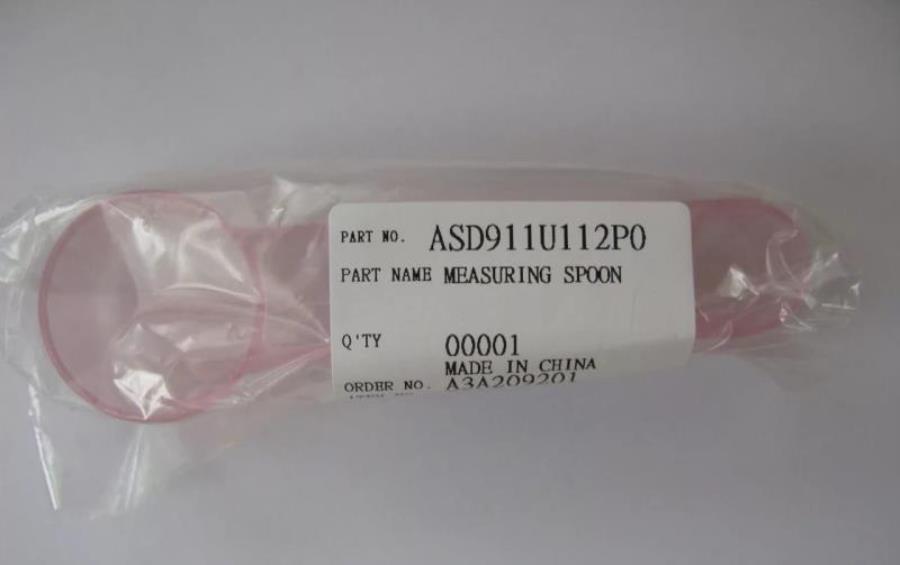 PART NO. ASD911U112P0
PART NAME MEASURING SPOON
Q'TY 00001
MADE IN CHINA
ORDER NO. A3A209201